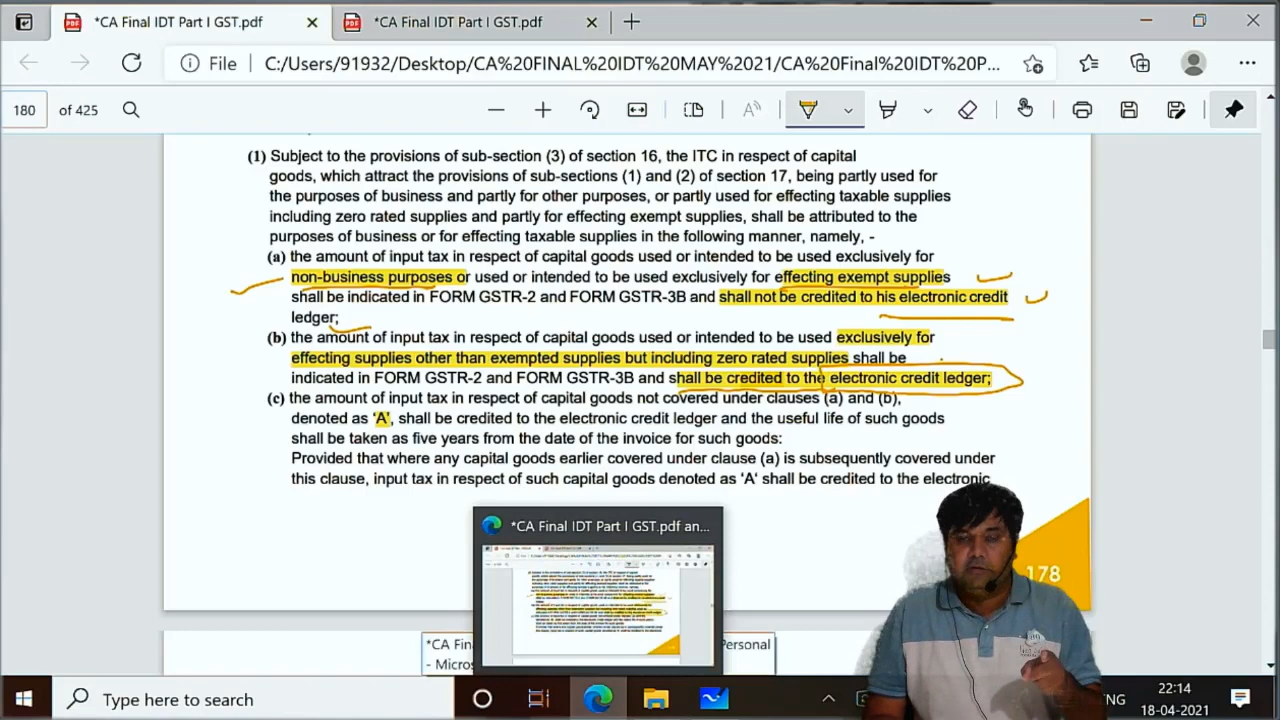 *CA Final IDT Part I GST.pdf
*CA Final IDT Part I GST.pdf
File
C:/Users/91932/Desktop/CA%20FINAL%20IDT%20MAY%2021/CA%20Final%20IDT%20P...
180 of 425
(1) Subject to the provisions of sub-section (3) of section 16, the ITC in respect of capital
goods, which attract the provisions of sub-sections (1) and (2) of section 17, being partly used for
the purposes of business and partly for other purposes, or partly used for effecting taxable supplies
including zero rated supplies and partly for effecting exempt supplies, shall be attributed to the
purposes of business or for effecting taxable supplies in the following manner, namely, -
(a) the amount of input tax in respect of capital goods used or intended to be used exclusively for
non-business purposes or used or intended to be used exclusively for effecting exempt supplies
shall be indicated in FORM GSTR-2 and FORM GSTR-3B and shall not be credited to his electronic credit
ledger;
(b) the amount of input tax in respect of capital goods used or intended to be used exclusively for
effecting supplies other than exempted supplies but including zero rated supplies shall be
indicated in FORM GSTR-2 and FORM GSTR-3B and shall be credited to the electronic credit ledger;
(c) the amount of input tax in respect of capital goods not covered under clauses (a) and (b),
denoted as 'A', shall be credited to the electronic credit ledger and the useful life of such goods
shall be taken as five years from the date of the invoice for such goods:
Provided that where any capital goods earlier covered under clause (a) is subsequently covered under
this clause, input tax in respect of such capital goods denoted as 'A' shall be credited to the electronic
*CA Final IDT Part I GST.pdf an...
178
*CA Fin
Personal
- Micros
Type here to search
NG
22:14
18-04-2021